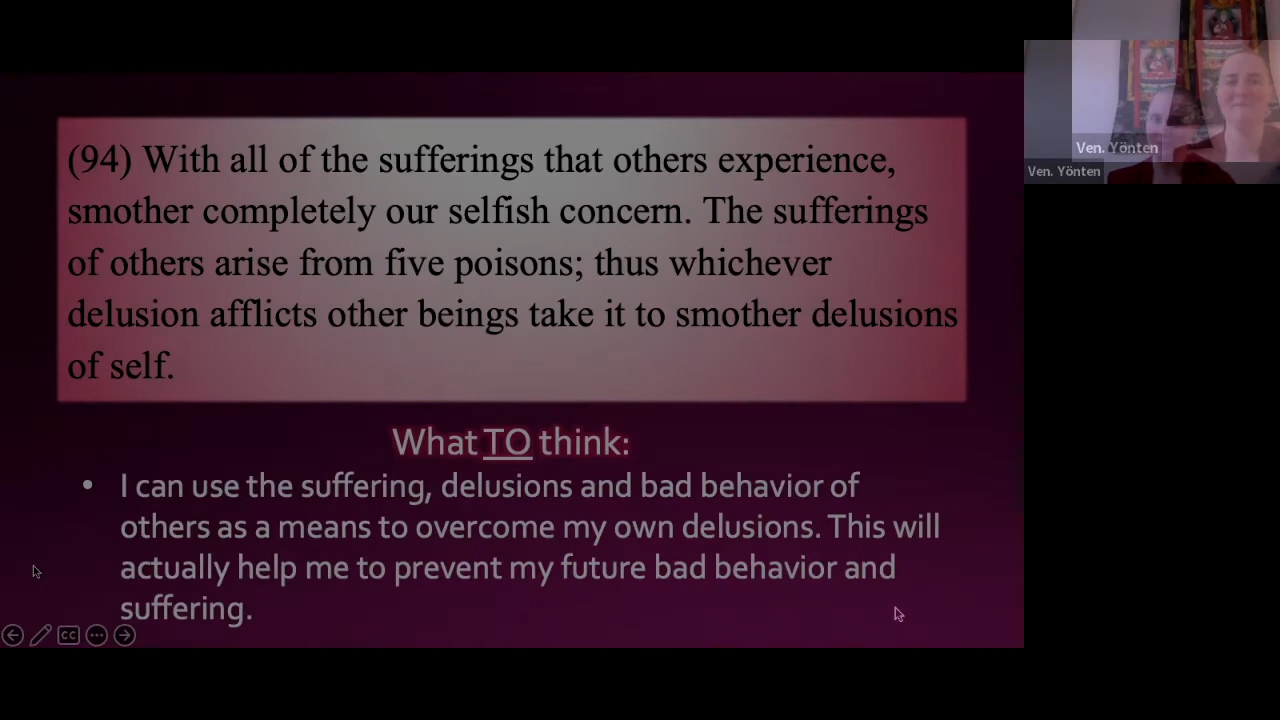 (94) With all of the sufferings that others experience,
smother completely our selfish concern. The sufferings
of others arise from five poisons; thus whichever
delusion afflicts other beings take it to smother delusions
of self.
What TO think:
• I can use the suffering, delusions and bad behavior of
others as a means to overcome my own delusions. This will
actually help me to prevent my future bad behavior and
suffering.
CC
Ven. Yönten
Ven. Yönten